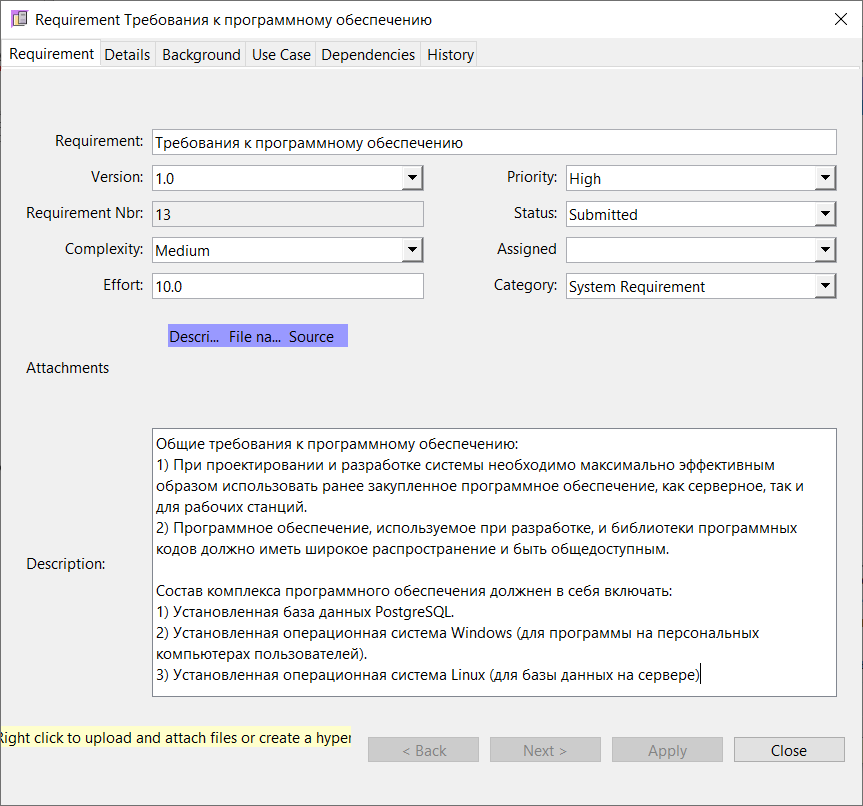 Requirement Требования к программному обеспечению
Requirement Details Background Use Case Dependencies History
Requirement: Требования к программному обеспечению
Version: 1.0 Priority: High
Requirement Nbr: 13 Status: Submitted
Complexity: Medium Assigned
Effort: 10.0 Category: System Requirement
Descri... File na... Source
Attachments
Description:
Общие требования к программному обеспечению:
1) При проектировании и разработке системы необходимо максимально эффективным
образом использовать ранее закупленное программное обеспечение, как серверное, так и
для рабочих станций.
2) Программное обеспечение, используемое при разработке, и библиотеки программных
кодов должно иметь широкое распространение и быть общедоступным.
Состав комплекса программного обеспечения должнен в себя включать:
1) Установленная база данных PostgreSQL.
2) Установленная операционная система Windows (для программы на персональных
компьютерах пользователей).
3) Установленная операционная система Linux (для базы данных на сервере)
Right click to upload and attach files or create a hyper
< Back Next > Apply Close